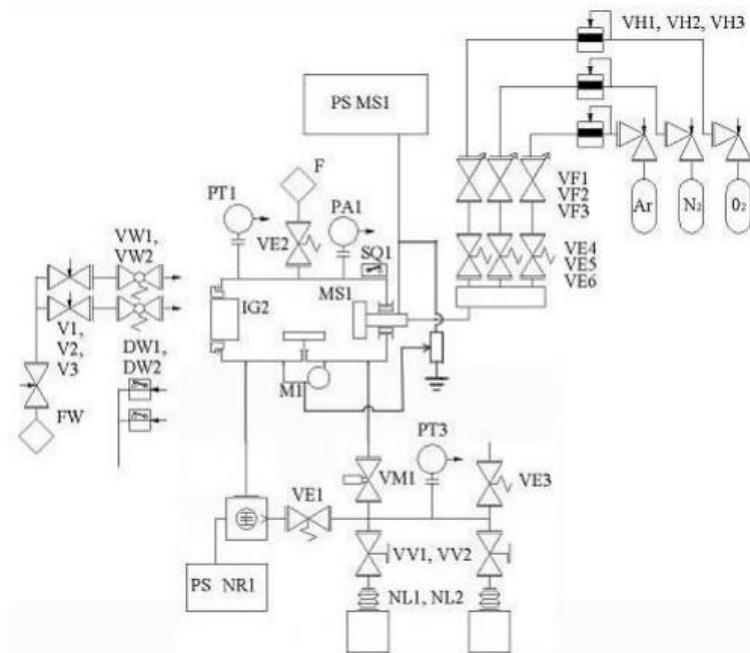 VH1, VH2, VH3
PS MS1
F
PT1
PA1
VF1
VF2
VF3
Ar
N₂
0₂
VW1,
VW2
VE2
SQ1
VE4
VE5
VE6
MS1
IG2
V1,
V2,
V3
DW1,
DW2
M1
FW
PT3
VM1
VE3
VE1
VV1, VV2
PS NR1
NL1, NL2